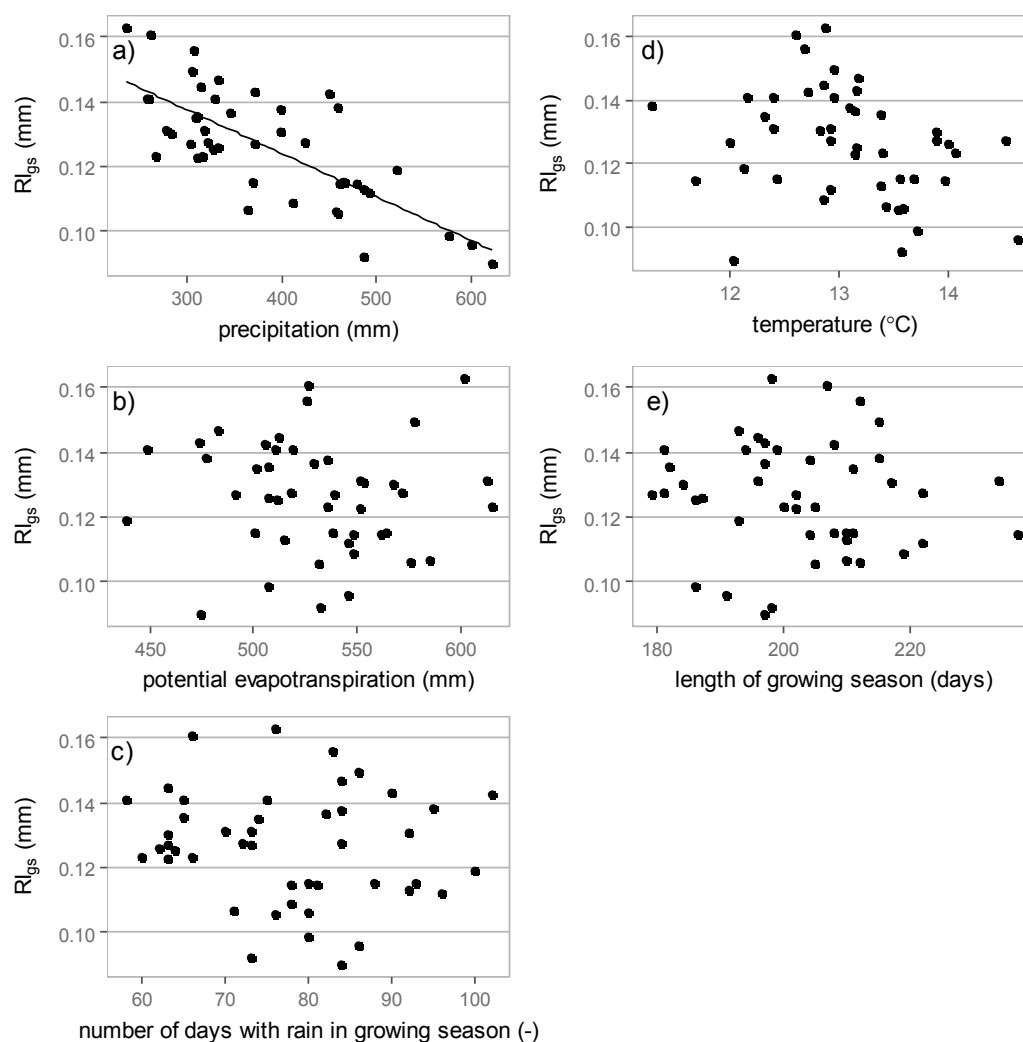 a)
0.16
0.14
0.12
0.10
RIgs (mm)
300 400 500 600
precipitation (mm)
d)
0.16
0.14
0.12
0.10
RIgs (mm)
12 13 14
temperature (°C)
b)
0.16
0.14
0.12
0.10
RIgs (mm)
450 500 550 600
potential evapotranspiration (mm)
e)
0.16
0.14
0.12
0.10
RIgs (mm)
180 200 220
length of growing season (days)
c)
0.16
0.14
0.12
0.10
RIgs (mm)
60 70 80 90 100
number of days with rain in growing season (-)